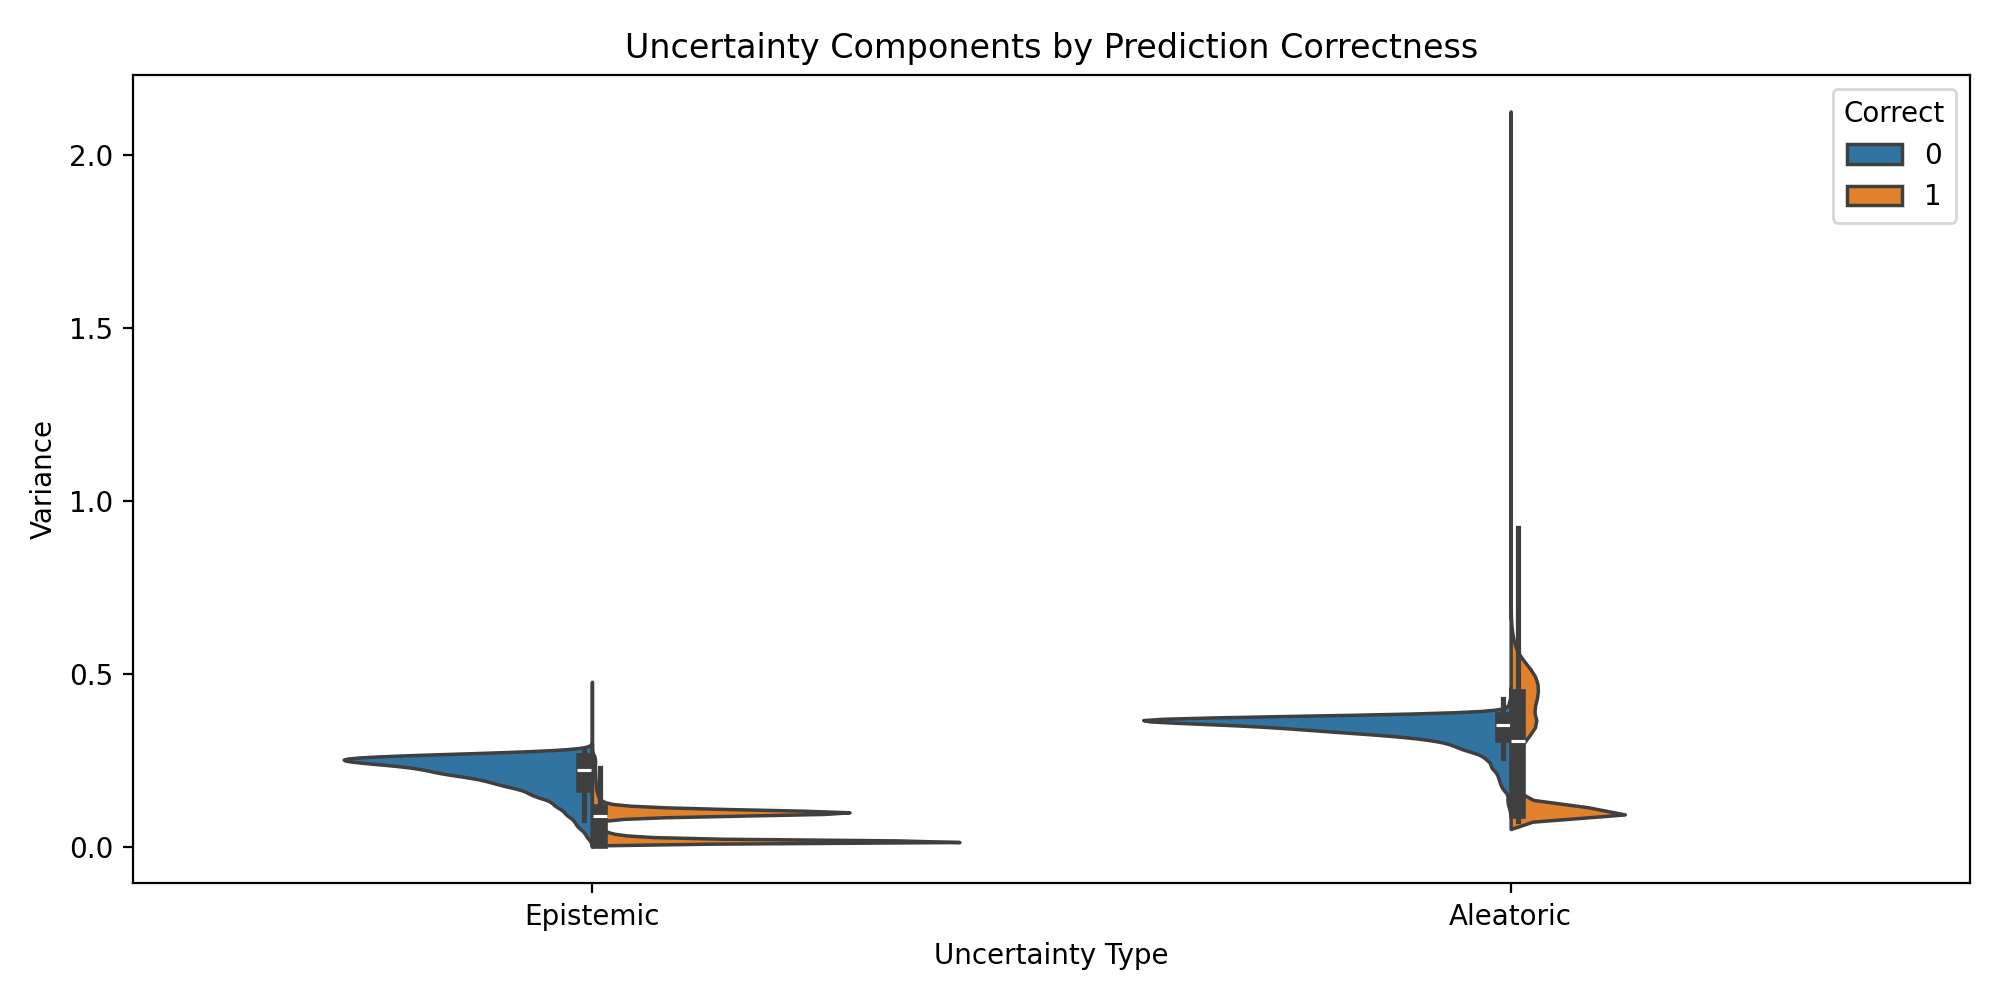 Uncertainty Components by Prediction Correctness
Correct
0
1
2.0
1.5
1.0
0.5
0.0
Variance
Epistemic
Aleatoric
Uncertainty Type